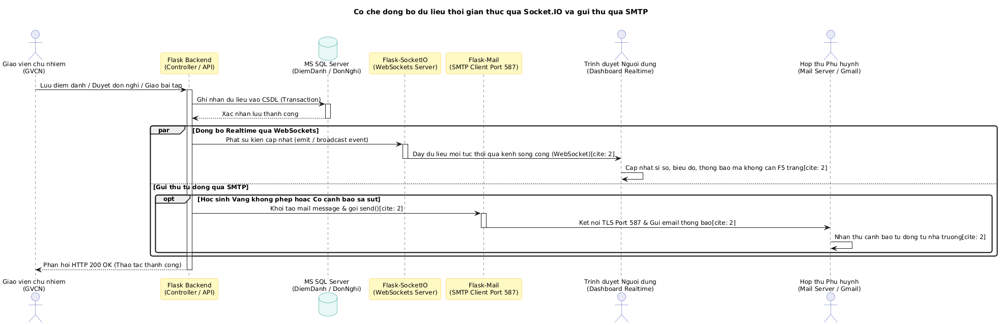 Co che dong bo du lieu thoi gian thuc qua Socket.IO va gui thu qua SMTP
Giao vien chu nhiem
(GVCN)
Flask Backend
(Controller / API)
MS SQL Server
(DiemDanh / DonNghi)
Flask-SocketIO
(WebSockets Server)
Flask-Mail
(SMTP Client Port 587)
Trinh duyet Nguoi dung
(Dashboard Realtime)
Hop thu Phu huynh
(Mail Server / Gmail)
Luu diem danh / Duyet don nghi / Giao bai tap
Ghi nhan du lieu vao CSDL (Transaction)
Xac nhan luu thanh cong
par [Dong bo Realtime qua WebSockets]
Phat su kien cap nhat (emit / broadcast event)
Day du lieu moi tuc thoi qua kenh song cong (WebSocket)[cite: 2]
Cap nhat si so, bieu do, thong bao ma khong can F5 trang[cite: 2]
[Gui thu tu dong qua SMTP]
opt [Hoc sinh Vang khong phep hoac Co canh bao sa sut]
Khoi tao mail message & goi send()[cite: 2]
Ket noi TLS Port 587 & Gui email thong bao[cite: 2]
Nhan thu canh bao tu dong tu nha truong[cite: 2]
Phan hoi HTTP 200 OK (Thao tac thanh cong)
Giao vien chu nhiem
(GVCN)
Flask Backend
(Controller / API)
MS SQL Server
(DiemDanh / DonNghi)
Flask-SocketIO
(WebSockets Server)
Flask-Mail
(SMTP Client Port 587)
Trinh duyet Nguoi dung
(Dashboard Realtime)
Hop thu Phu huynh
(Mail Server / Gmail)